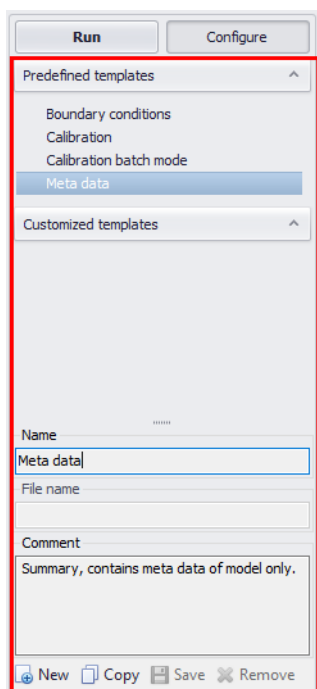 Run Configure
Predefined templates
Boundary conditions
Calibration
Calibration batch mode
Meta data
Customized templates
Name
Meta data
File name
Comment
Summary, contains meta data of model only.
New Copy Save Remove